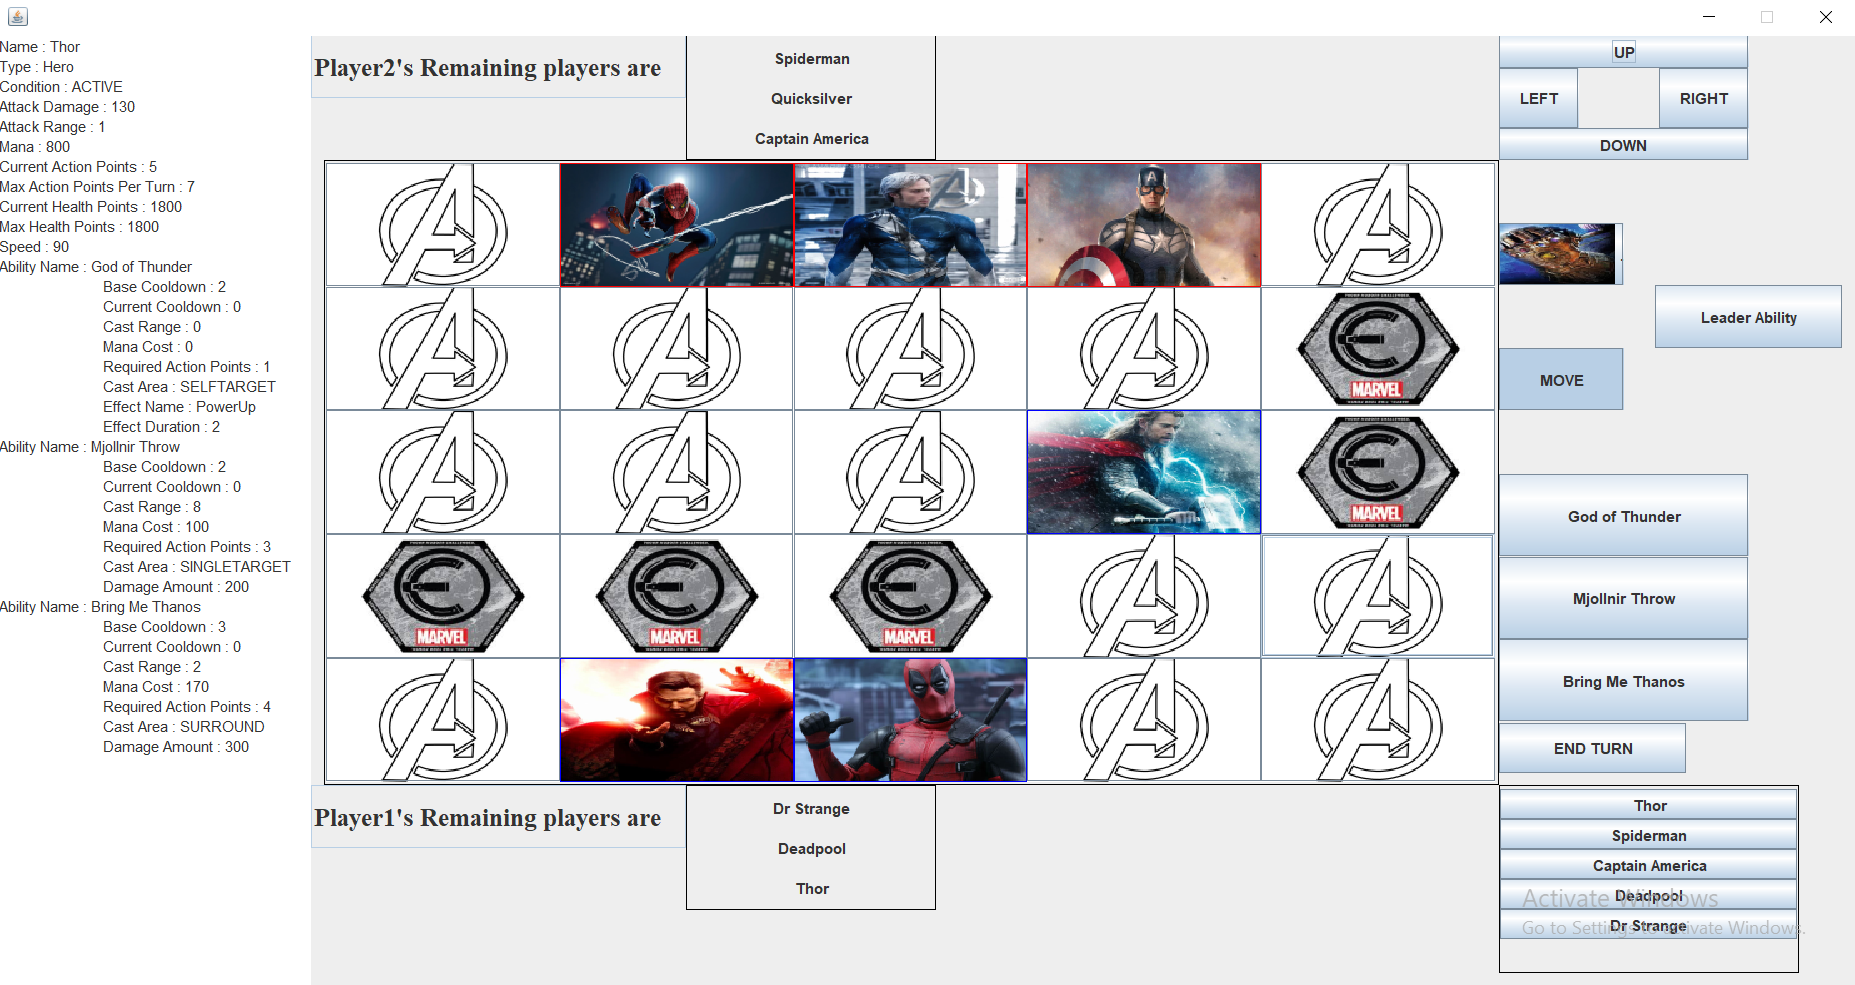 Name : Thor
Type : Hero
Condition : ACTIVE
Attack Damage : 130
Attack Range : 1
Mana : 800
Current Action Points : 5
Max Action Points Per Turn : 7
Current Health Points : 1800
Max Health Points : 1800
Speed : 90
Ability Name : God of Thunder
Base Cooldown : 2
Current Cooldown : 0
Cast Range : 0
Mana Cost : 0
Required Action Points : 1
Cast Area : SELFTARGET
Effect Name : PowerUp
Effect Duration : 2
Ability Name : Mjollnir Throw
Base Cooldown : 2
Current Cooldown : 0
Cast Range : 8
Mana Cost : 100
Required Action Points : 3
Cast Area : SINGLETARGET
Damage Amount : 200
Ability Name : Bring Me Thanos
Base Cooldown : 3
Current Cooldown : 0
Cast Range : 2
Mana Cost : 170
Required Action Points : 4
Cast Area : SURROUND
Damage Amount : 300
Player2's Remaining players are
Spiderman
Quicksilver
Captain America
MARVEL
MARVEL
MARVEL
MARVEL
MARVEL
Player1's Remaining players are
Dr Strange
Deadpool
Thor
UP
LEFT
RIGHT
DOWN
Leader Ability
MOVE
God of Thunder
Mjollnir Throw
Bring Me Thanos
END TURN
Thor
Spiderman
Captain America
Deadpool
Dr Strange
Activate Windows
Go to Settings to activate Windows.